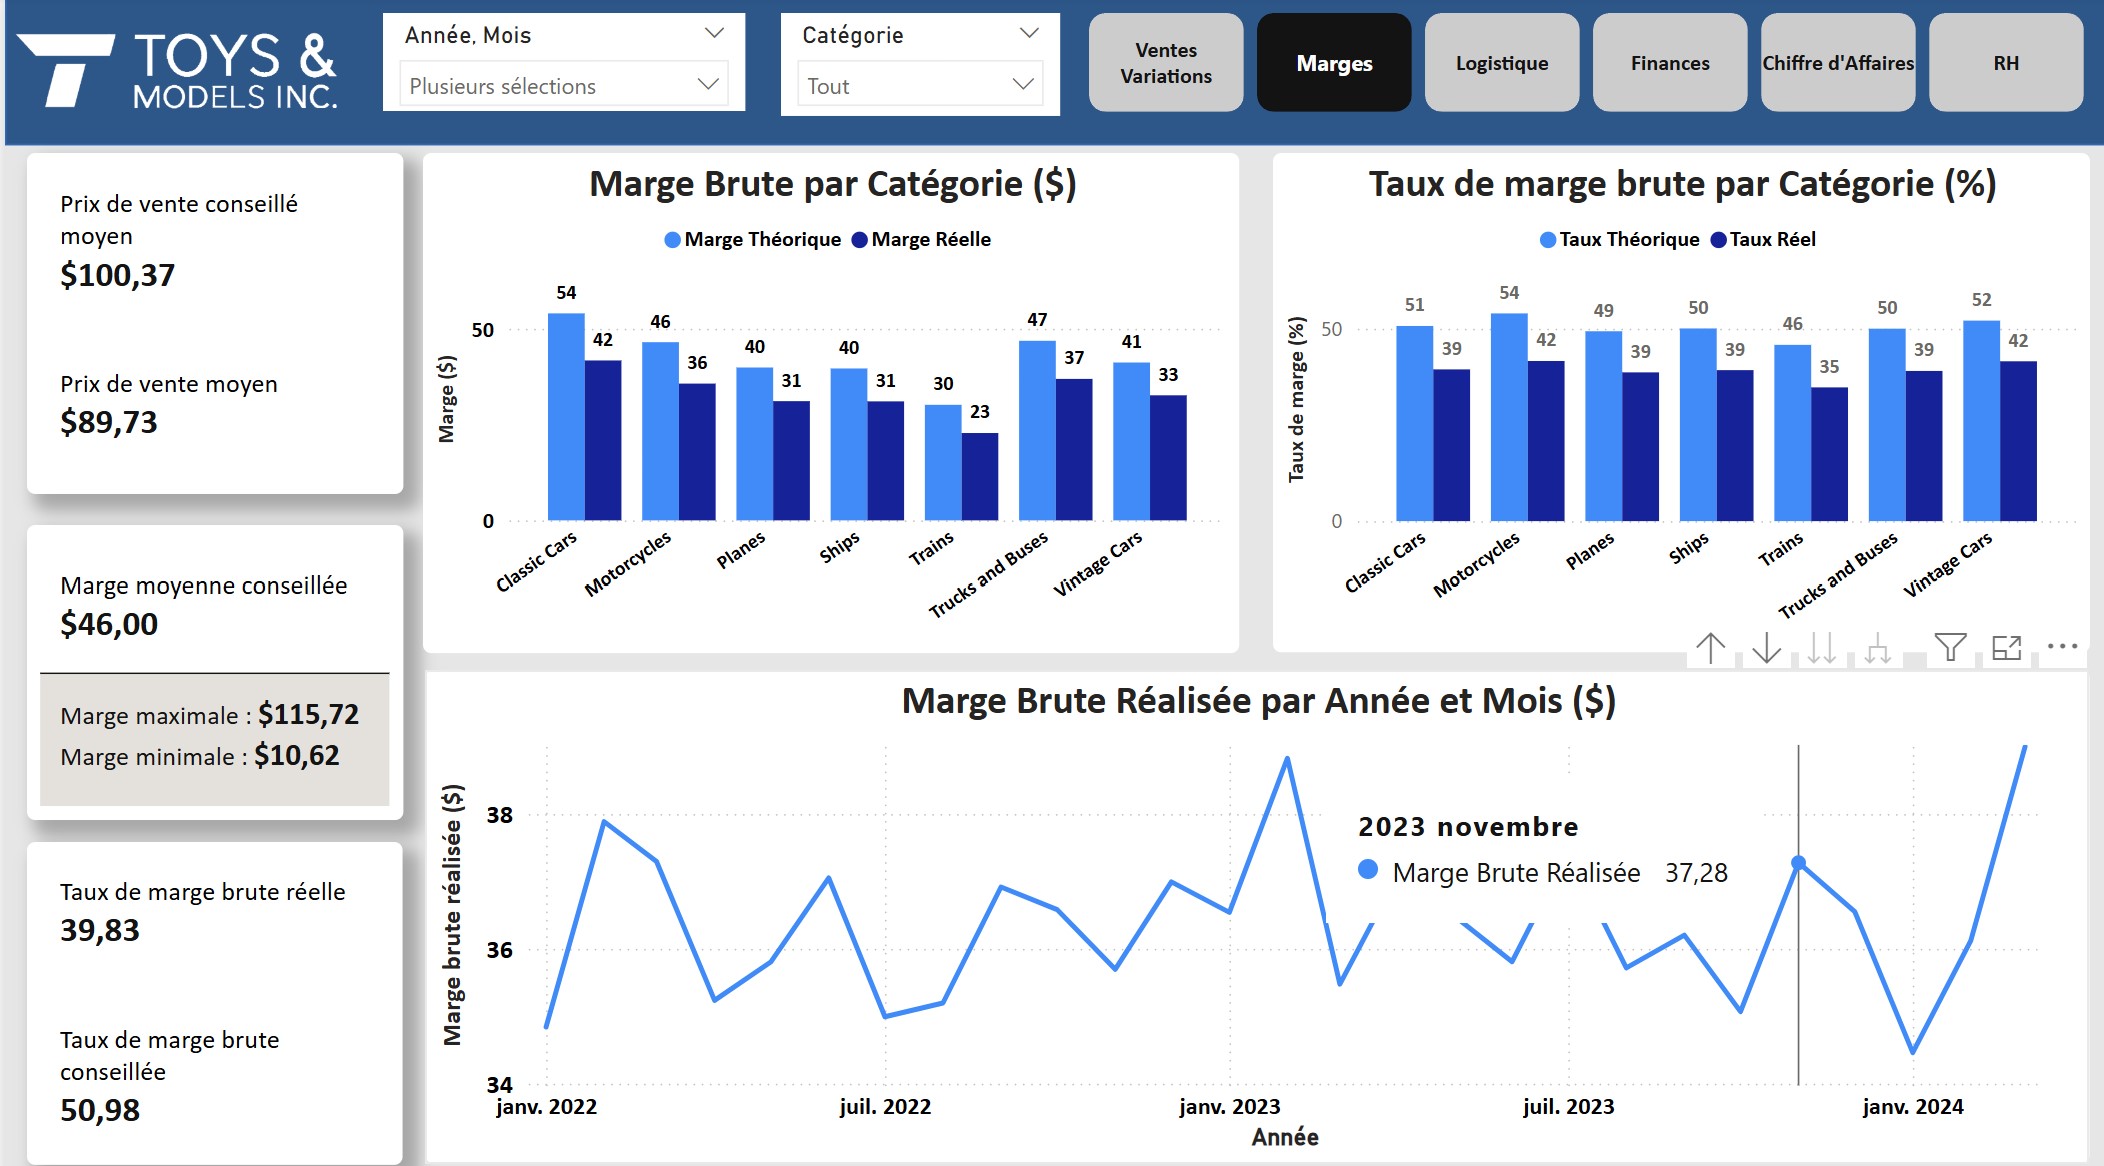 TOYS &
MODELS INC.
Année, Mois
Plusieurs sélections
Catégorie
Tout
Ventes
Variations
Marges
Logistique
Finances
Chiffre d'Affaires
RH
Prix de vente conseillé
moyen
$100,37
Prix de vente moyen
$89,73
Marge moyenne conseillée
$46,00
Marge maximale : $115,72
Marge minimale : $10,62
Taux de marge brute réelle
39,83
Taux de marge brute
conseillée
50,98
Marge Brute par Catégorie ($)
Marge Théorique Marge Réelle
Marge ($)
50
0
54
42
46
36
40
31
40
31
30
23
47
37
41
33
Classic Cars
Motorcycles
Planes
Ships
Trains
Trucks and Buses
Vintage Cars
Taux de marge brute par Catégorie (%)
Taux Théorique Taux Réel
Taux de marge (%)
50
0
51
39
54
42
49
39
50
39
46
35
50
39
52
42
Classic Cars
Motorcycles
Planes
Ships
Trains
Trucks and Buses
Vintage Cars
Marge Brute Réalisée par Année et Mois ($)
Marge brute réalisée ($)
38
36
34
2023 novembre
Marge Brute Réalisée 37,28
janv. 2022
juil. 2022
janv. 2023
juil. 2023
janv. 2024
Année